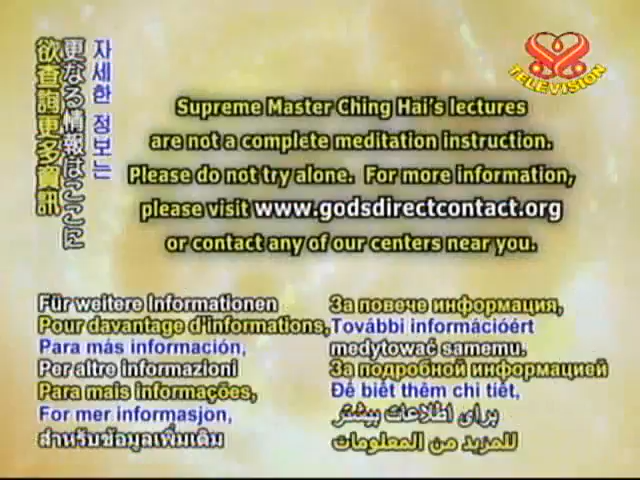 欲查詢更多資訊
更なる情報はここに
자세한 정보는
TELEVISION
Supreme Master Ching Hai's lectures
are not a complete meditation instruction.
Please do not try alone. For more information,
please visit www.godsdirectcontact.org
or contact any of our centers near you.
Für weitere Informationen
Pour davantage d'informations,
Para más información,
Per altre informazioni
Para mais informações,
For mer informasjon,
สำหรับข้อมูลเพิ่มเติม
За повече информация,
További információért
medytować samemu.
За подробной информацией
Để biết thêm chi tiết,
برای اطلاعات بیشتر
للمزيد من المعلومات